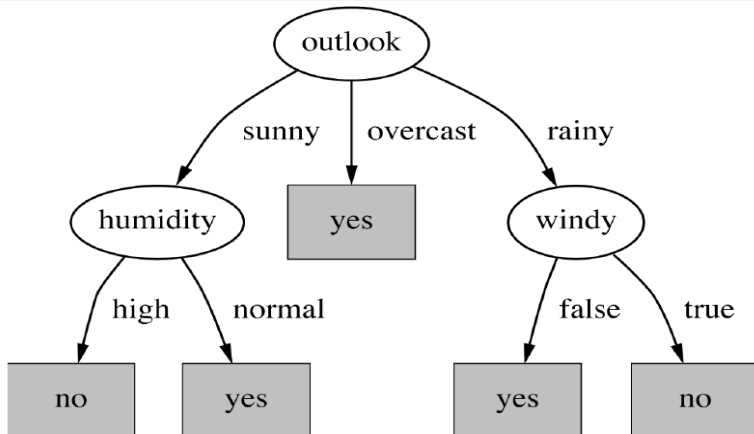 outlook
sunny overcast rainy
humidity yes windy
high normal false true
no yes yes no